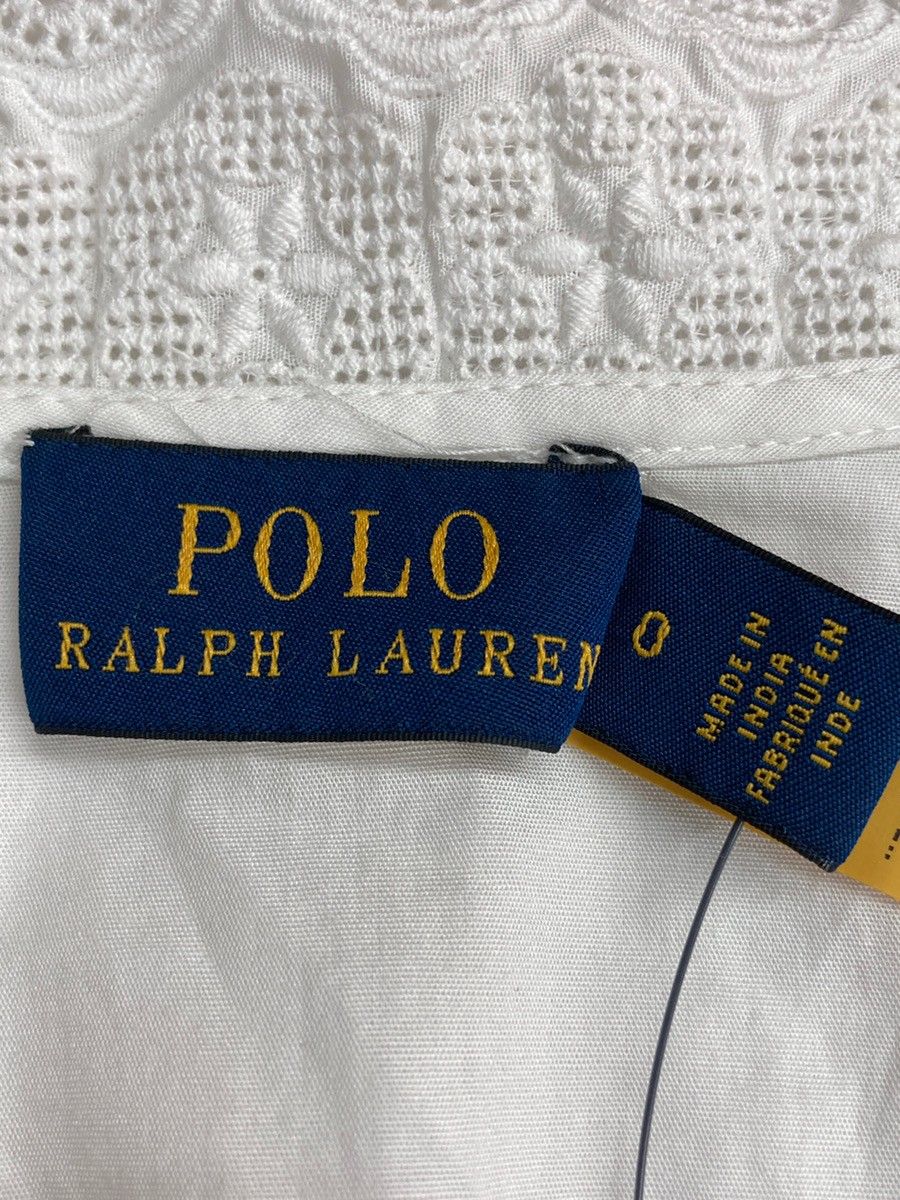 POLO
RALPH LAUREN
0
MADE IN
INDIA
FABRIQUÉ EN
INDE